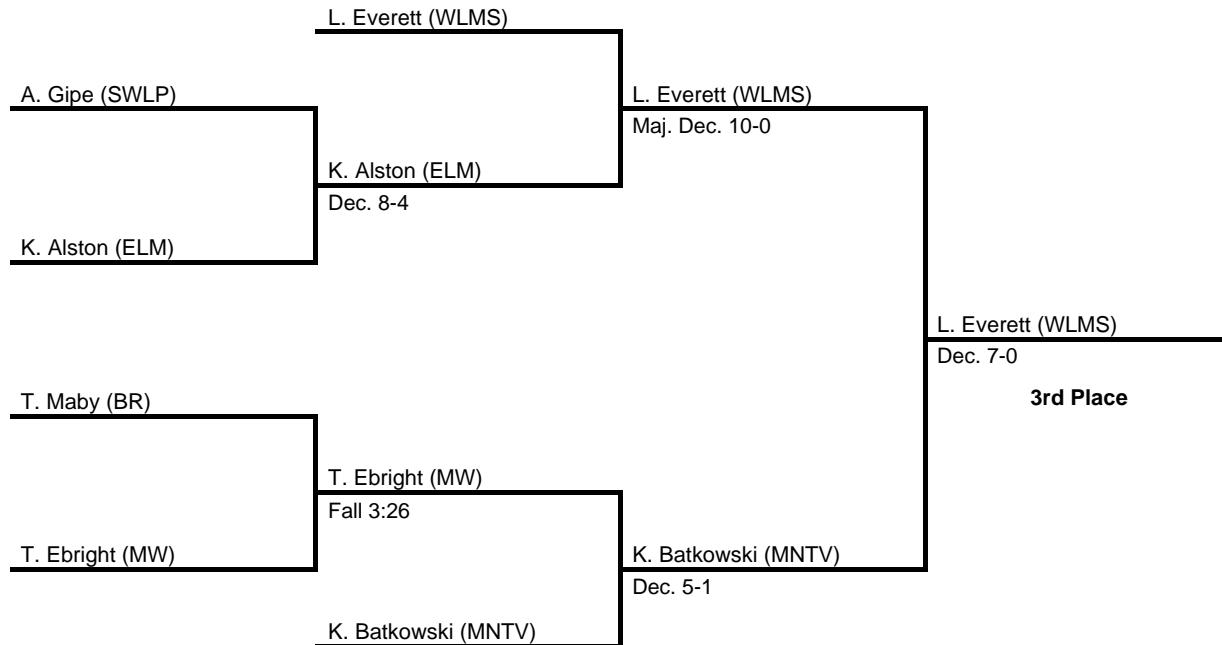 L. Everett (WLMS)
A. Gipe (SWLP)
L. Everett (WLMS)
Maj. Dec. 10-0
K. Alston (ELM)
Dec. 8-4
K. Alston (ELM)
L. Everett (WLMS)
Dec. 7-0
3rd Place
T. Maby (BR)
T. Ebright (MW)
Fall 3:26
T. Ebright (MW)
K. Batkowski (MNTV)
Dec. 5-1
K. Batkowski (MNTV)